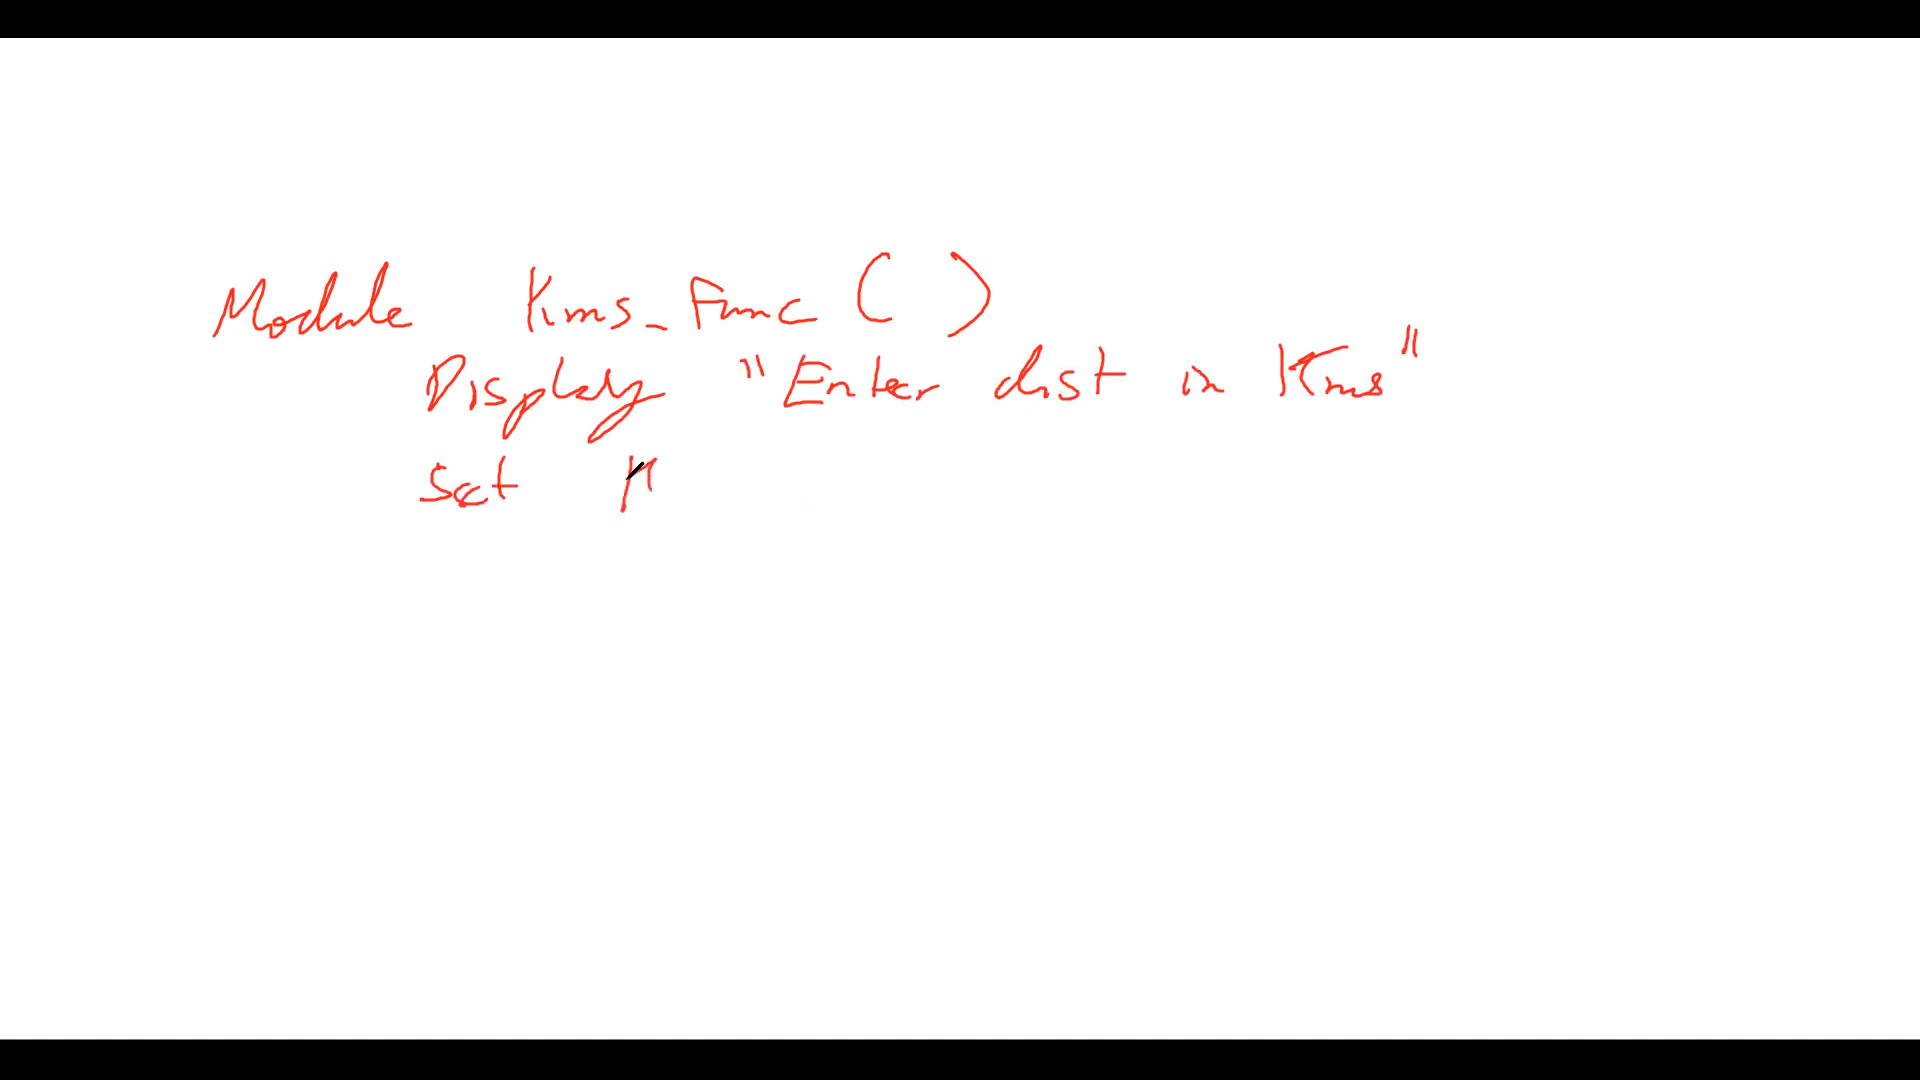 Module Kms_Func()
Display "Enter dist in Kms"
Set